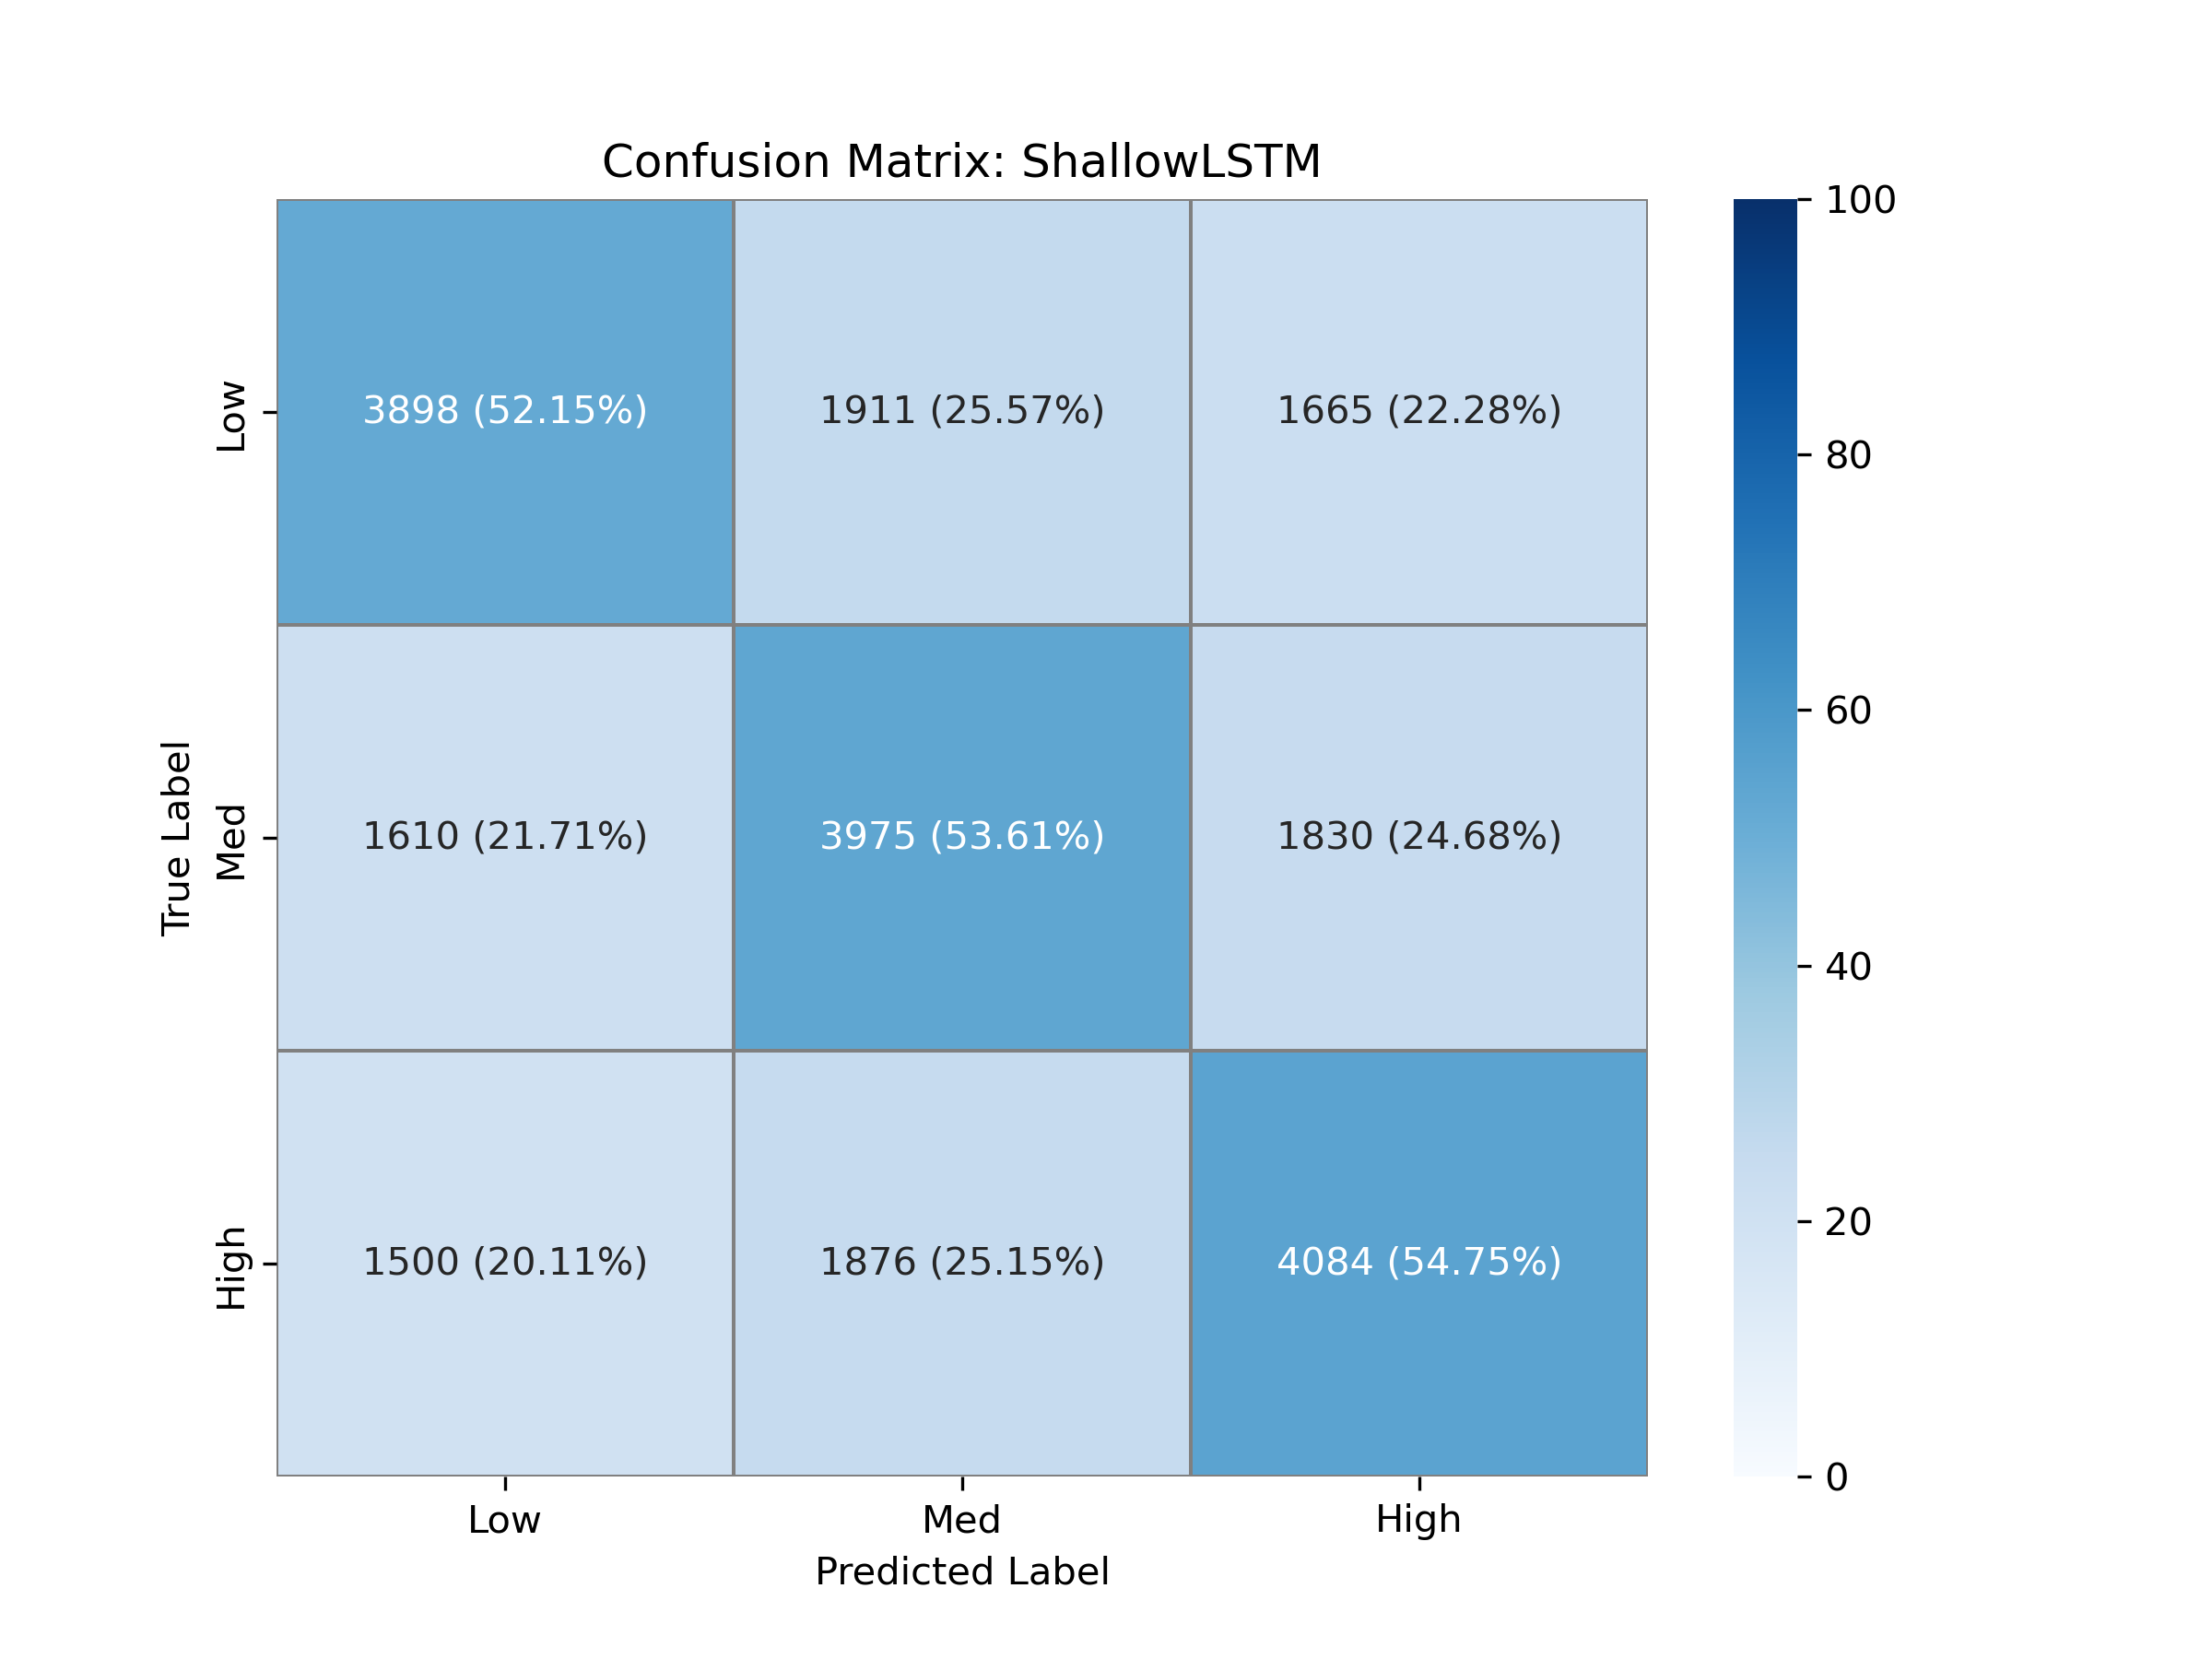 Confusion Matrix: ShallowLSTM
True Label
Low
3898 (52.15%)
1911 (25.57%)
1665 (22.28%)
Med
1610 (21.71%)
3975 (53.61%)
1830 (24.68%)
High
1500 (20.11%)
1876 (25.15%)
4084 (54.75%)
Low
Med
High
Predicted Label
100
80
60
40
20
0